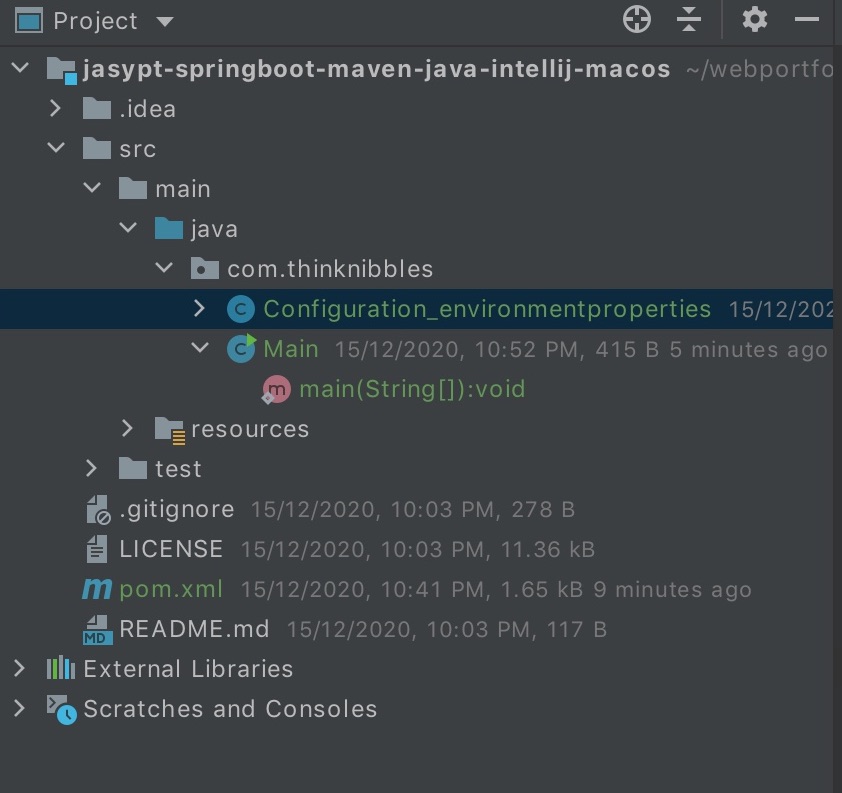 Project
jasypt-springboot-maven-java-intellij-macos ~/webportfo
.idea
src
main
java
com.thinknibbles
Configuration_environmentproperties 15/12/202
Main 15/12/2020, 10:52 PM, 415 B 5 minutes ago
main(String[]):void
resources
test
.gitignore 15/12/2020, 10:03 PM, 278 B
LICENSE 15/12/2020, 10:03 PM, 11.36 kB
pom.xml 15/12/2020, 10:41 PM, 1.65 kB 9 minutes ago
README.md 15/12/2020, 10:03 PM, 117 B
External Libraries
Scratches and Consoles